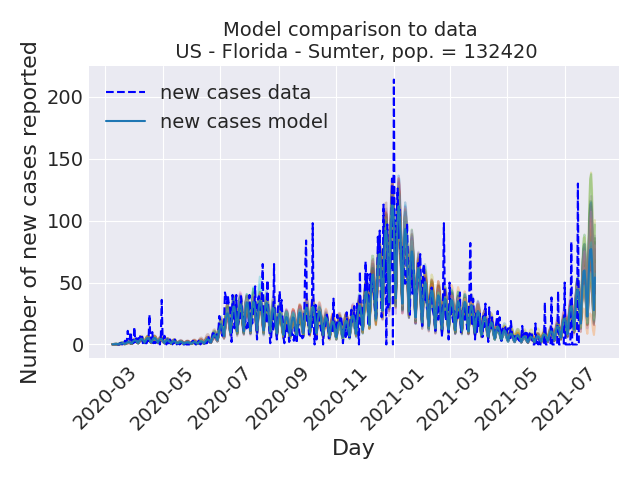 Model comparison to data
US - Florida - Sumter, pop. = 132420
Number of new cases reported
200
150
100
50
0
new cases data
new cases model
2020-03
2020-05
2020-07
2020-09
2020-11
2021-01
2021-03
2021-05
2021-07
Day